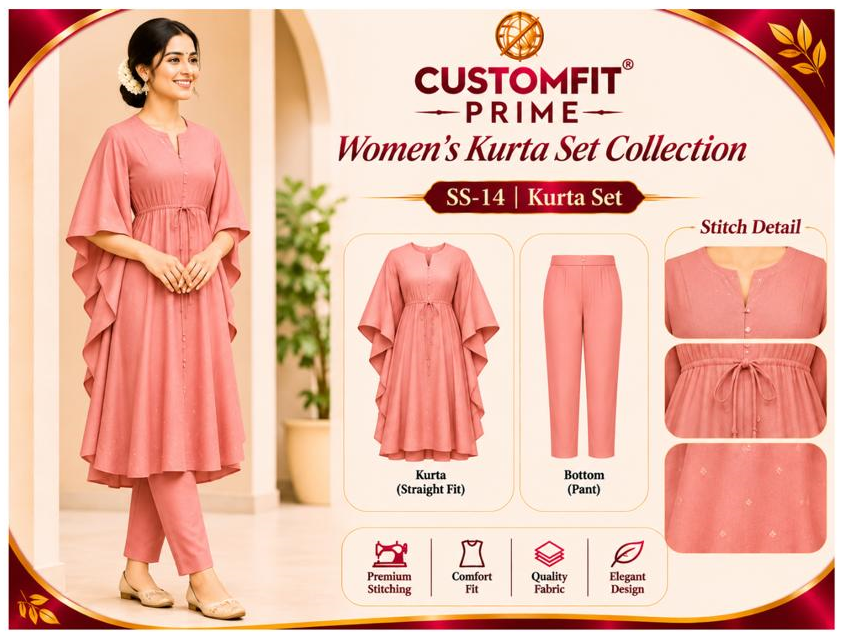 CUSTOMFIT®
PRIME
Women's Kurta Set Collection
SS-14 | Kurta Set
Stitch Detail
Kurta
(Straight Fit)
Bottom
(Pant)
Premium
Stitching
Comfort
Fit
Quality
Fabric
Elegant
Design